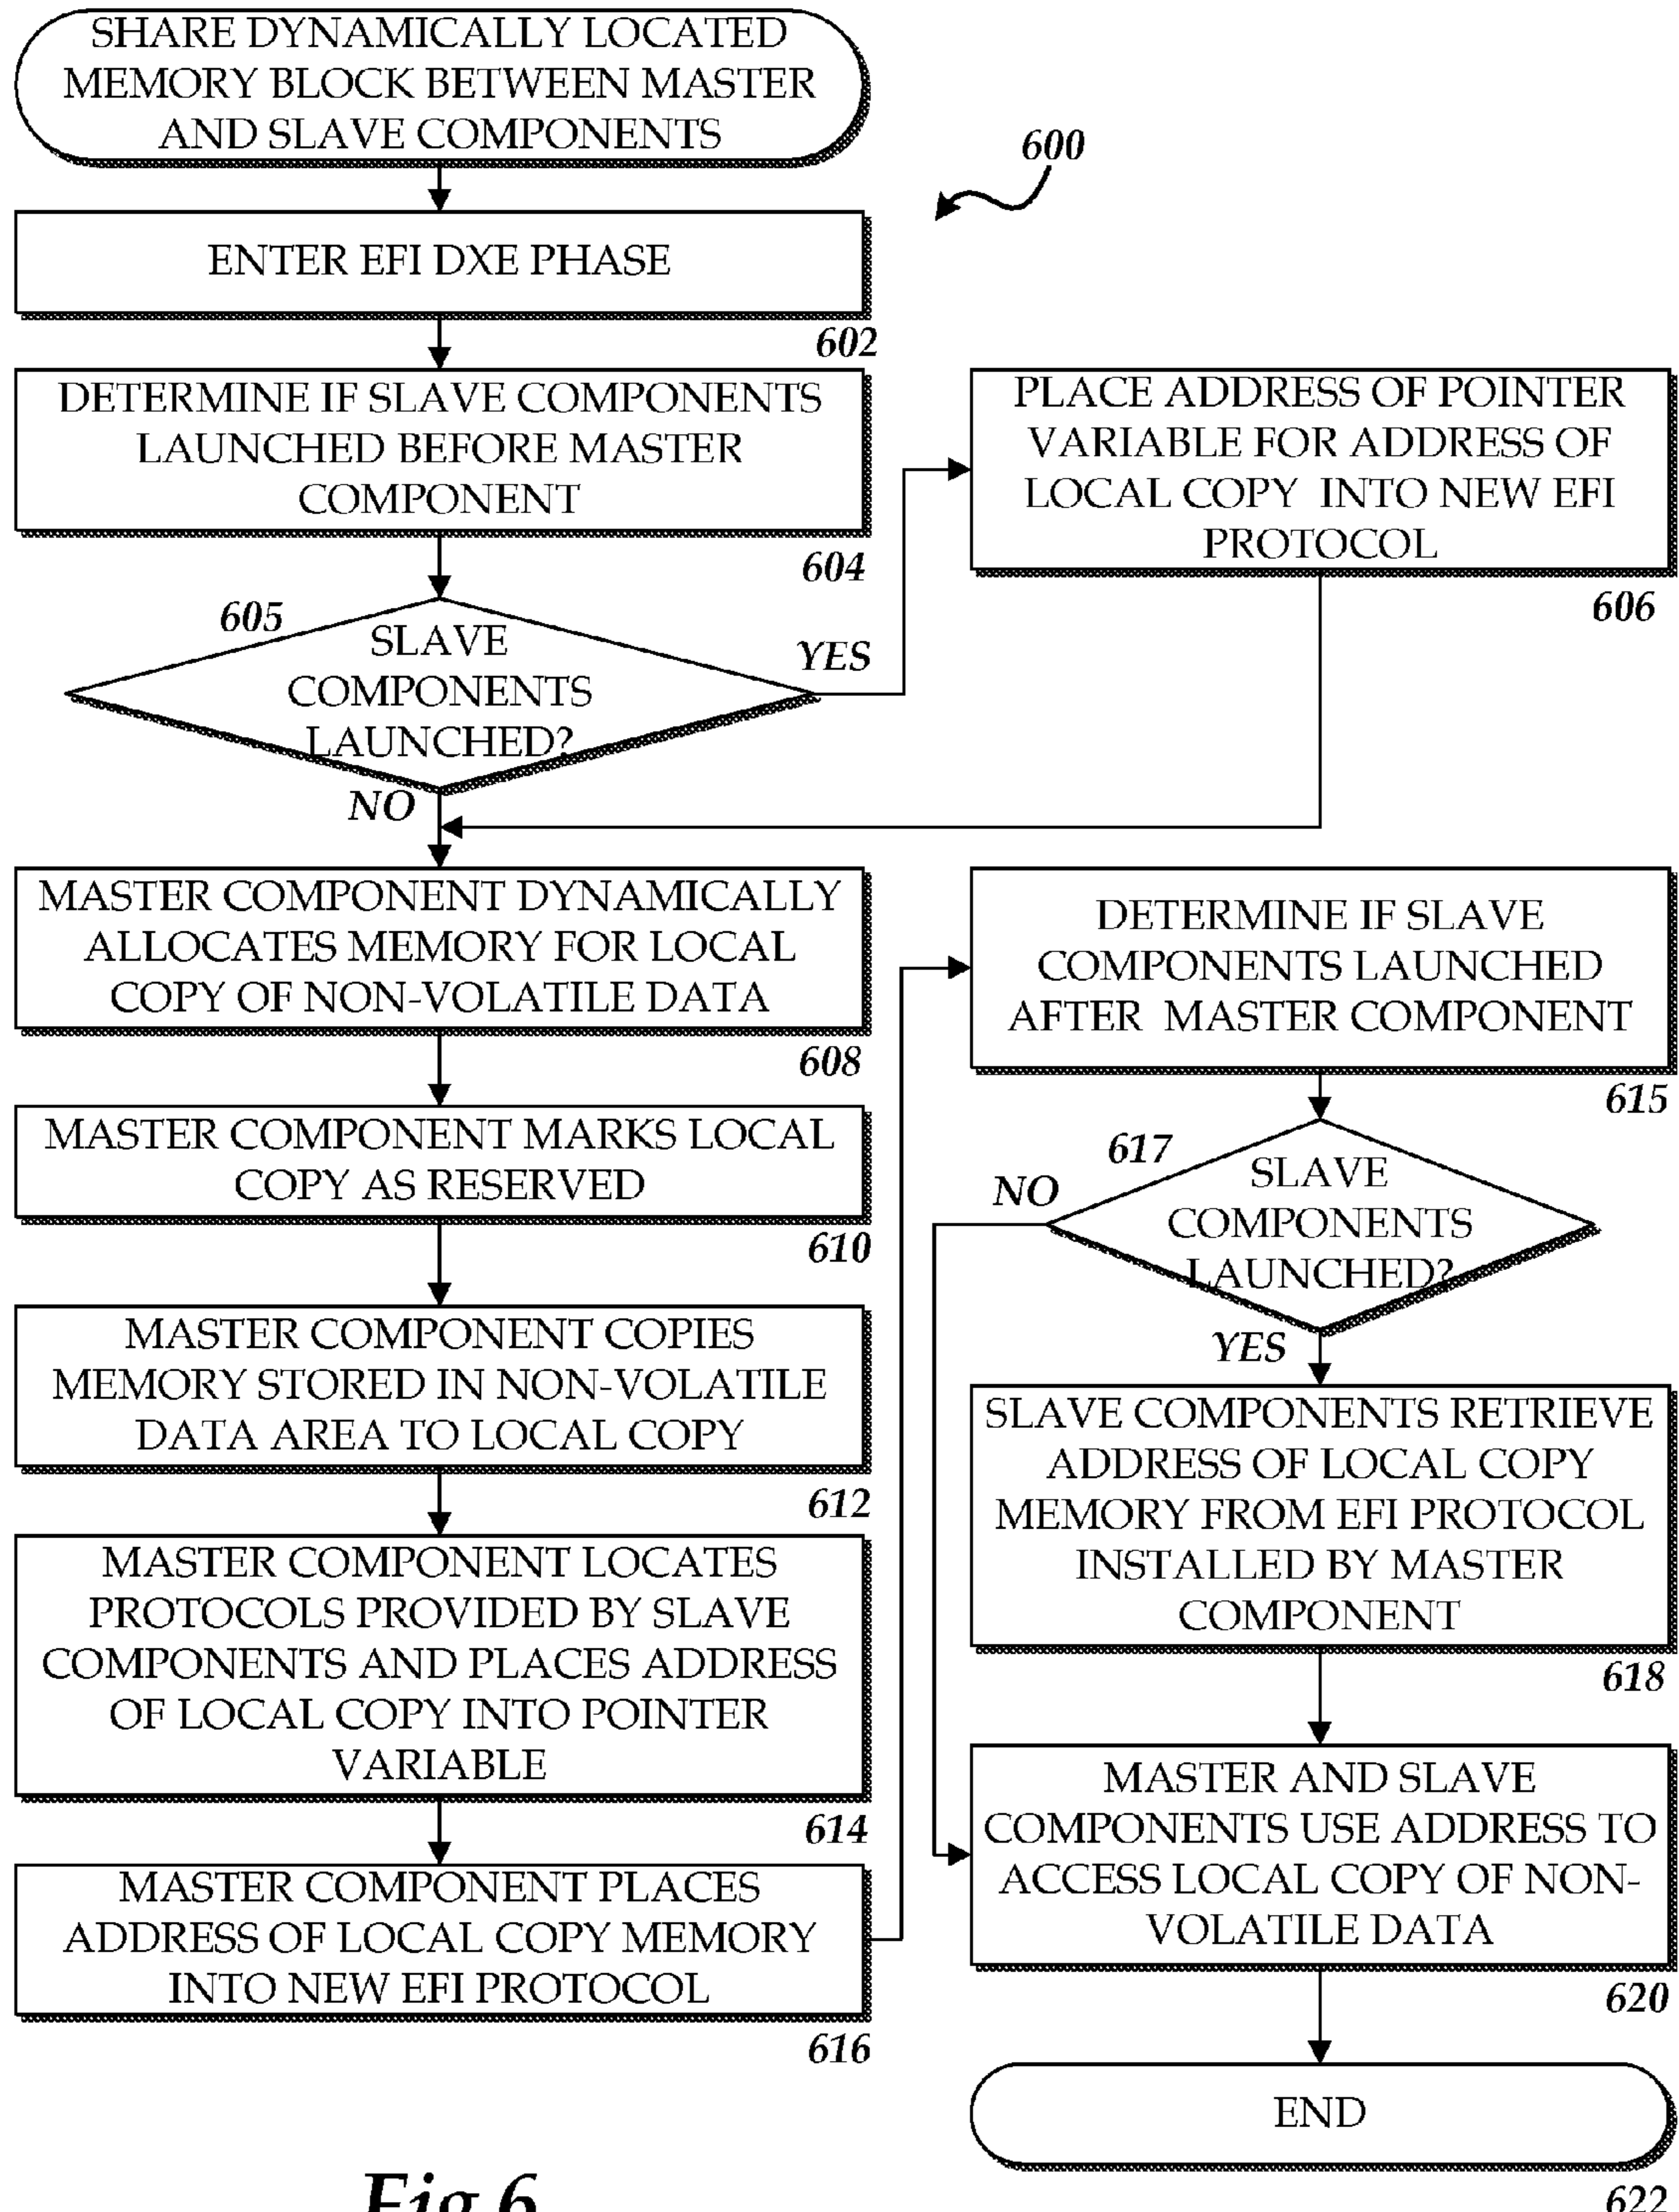 SHARE DYNAMICALLY LOCATED
MEMORY BLOCK BETWEEN MASTER
AND SLAVE COMPONENTS
600
ENTER EFI DXE PHASE
602
DETERMINE IF SLAVE COMPONENTS
LAUNCHED BEFORE MASTER
COMPONENT
604
PLACE ADDRESS OF POINTER
VARIABLE FOR ADDRESS OF
LOCAL COPY INTO NEW EFI
PROTOCOL
606
605
SLAVE
COMPONENTS
LAUNCHED?
YES
NO
MASTER COMPONENT DYNAMICALLY
ALLOCATES MEMORY FOR LOCAL
COPY OF NON-VOLATILE DATA
608
MASTER COMPONENT MARKS LOCAL
COPY AS RESERVED
610
MASTER COMPONENT COPIES
MEMORY STORED IN NON-VOLATILE
DATA AREA TO LOCAL COPY
612
MASTER COMPONENT LOCATES
PROTOCOLS PROVIDED BY SLAVE
COMPONENTS AND PLACES ADDRESS
OF LOCAL COPY INTO POINTER
VARIABLE
614
MASTER COMPONENT PLACES
ADDRESS OF LOCAL COPY MEMORY
INTO NEW EFI PROTOCOL
616
DETERMINE IF SLAVE
COMPONENTS LAUNCHED
AFTER MASTER COMPONENT
615
617
SLAVE
COMPONENTS
LAUNCHED?
NO
YES
SLAVE COMPONENTS RETRIEVE
ADDRESS OF LOCAL COPY
MEMORY FROM EFI PROTOCOL
INSTALLED BY MASTER
COMPONENT
618
MASTER AND SLAVE
COMPONENTS USE ADDRESS TO
ACCESS LOCAL COPY OF NON-
VOLATILE DATA
620
END
622
Fig 6